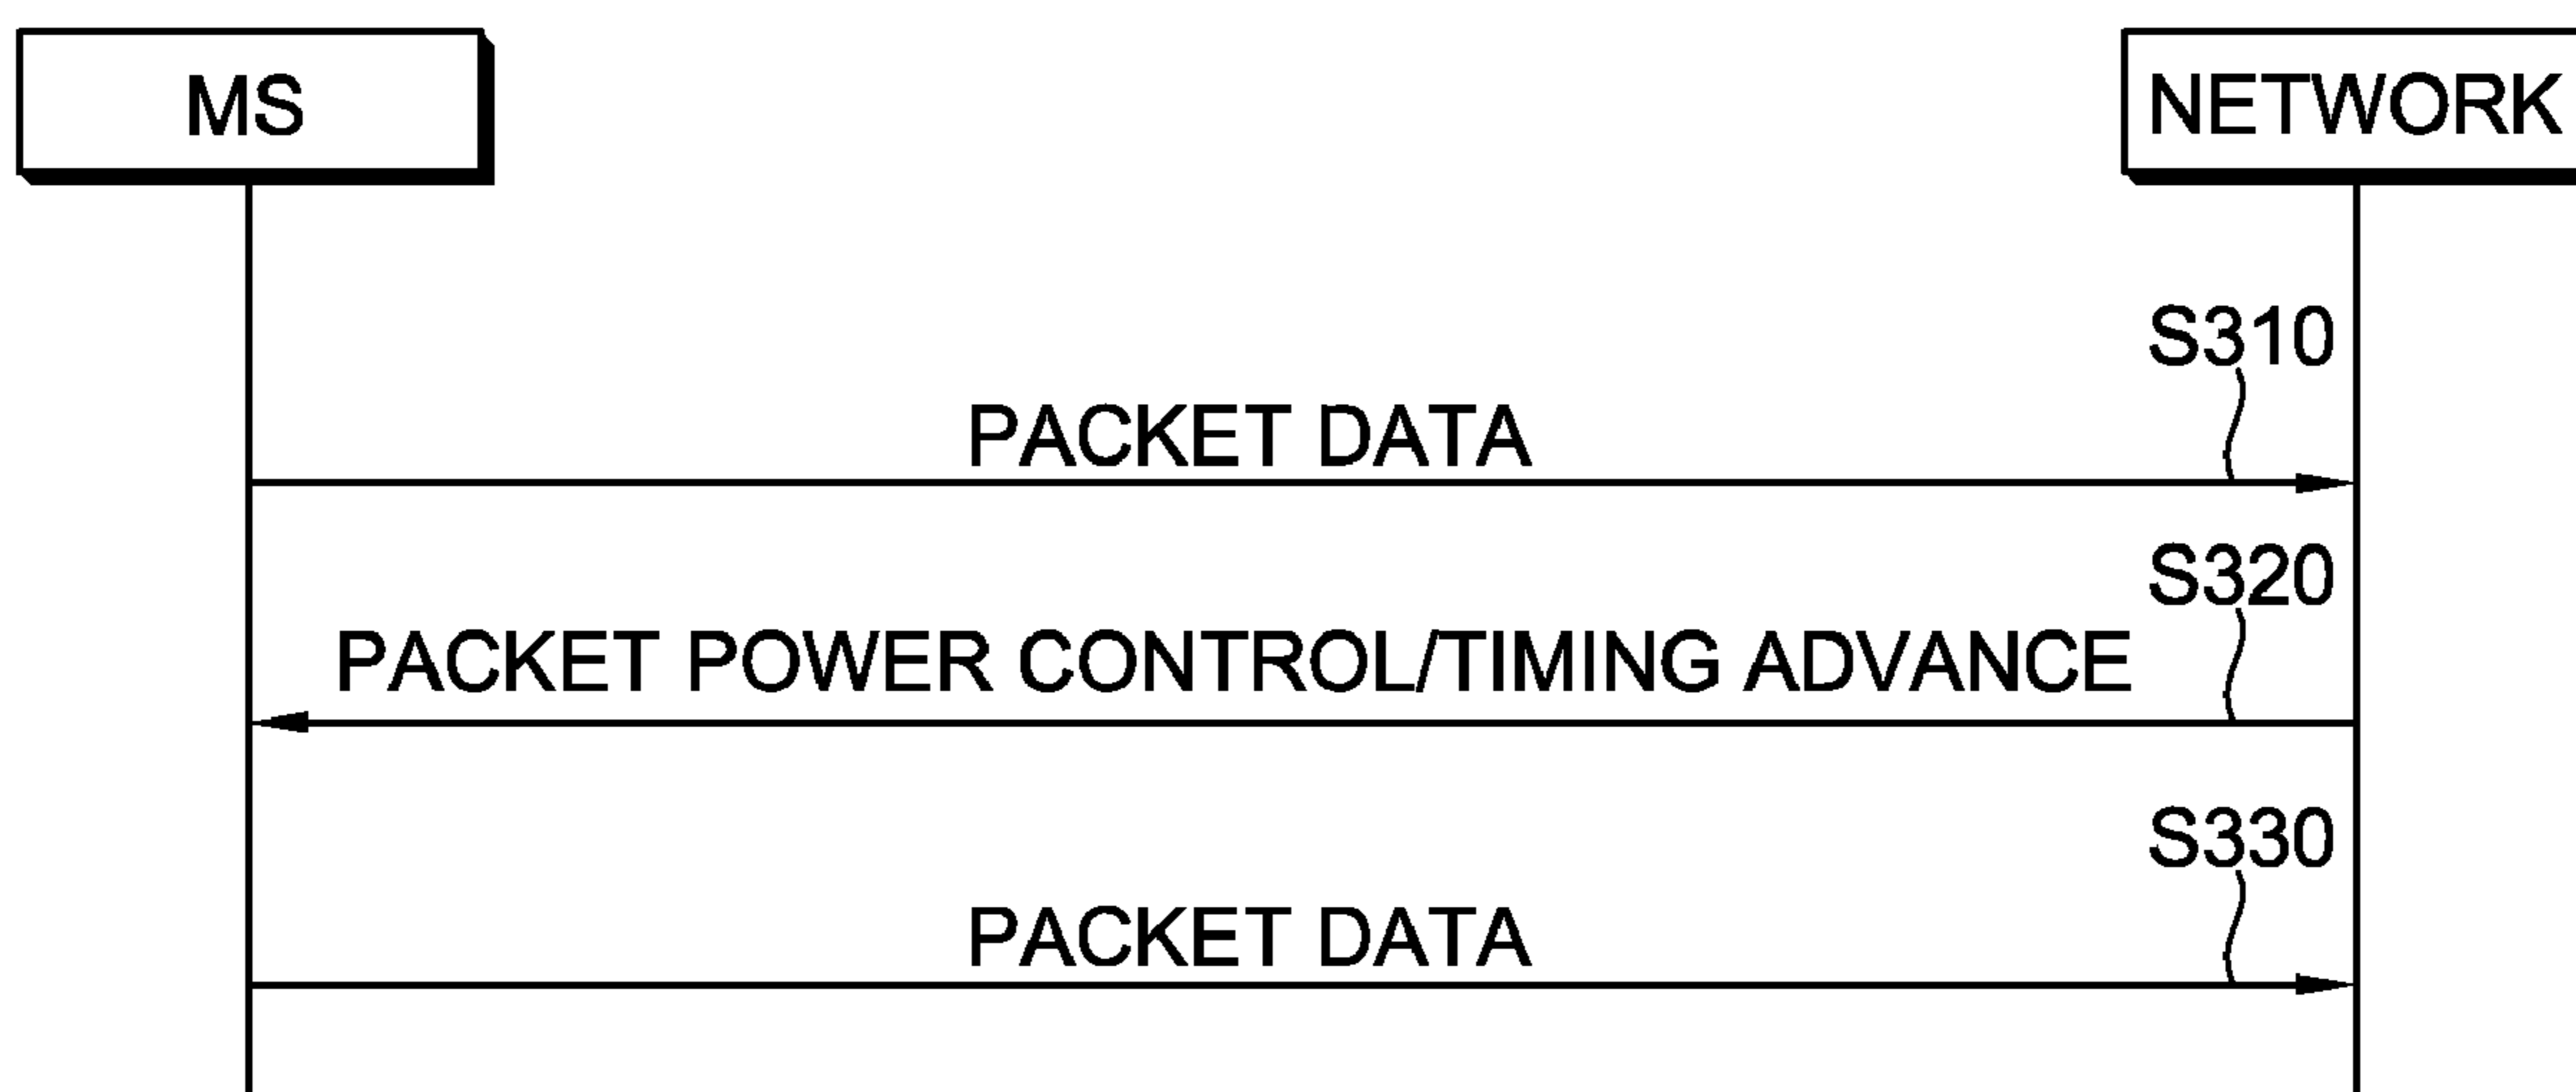 MS
NETWORK
S310
PACKET DATA
S320
PACKET POWER CONTROL/TIMING ADVANCE
S330
PACKET DATA